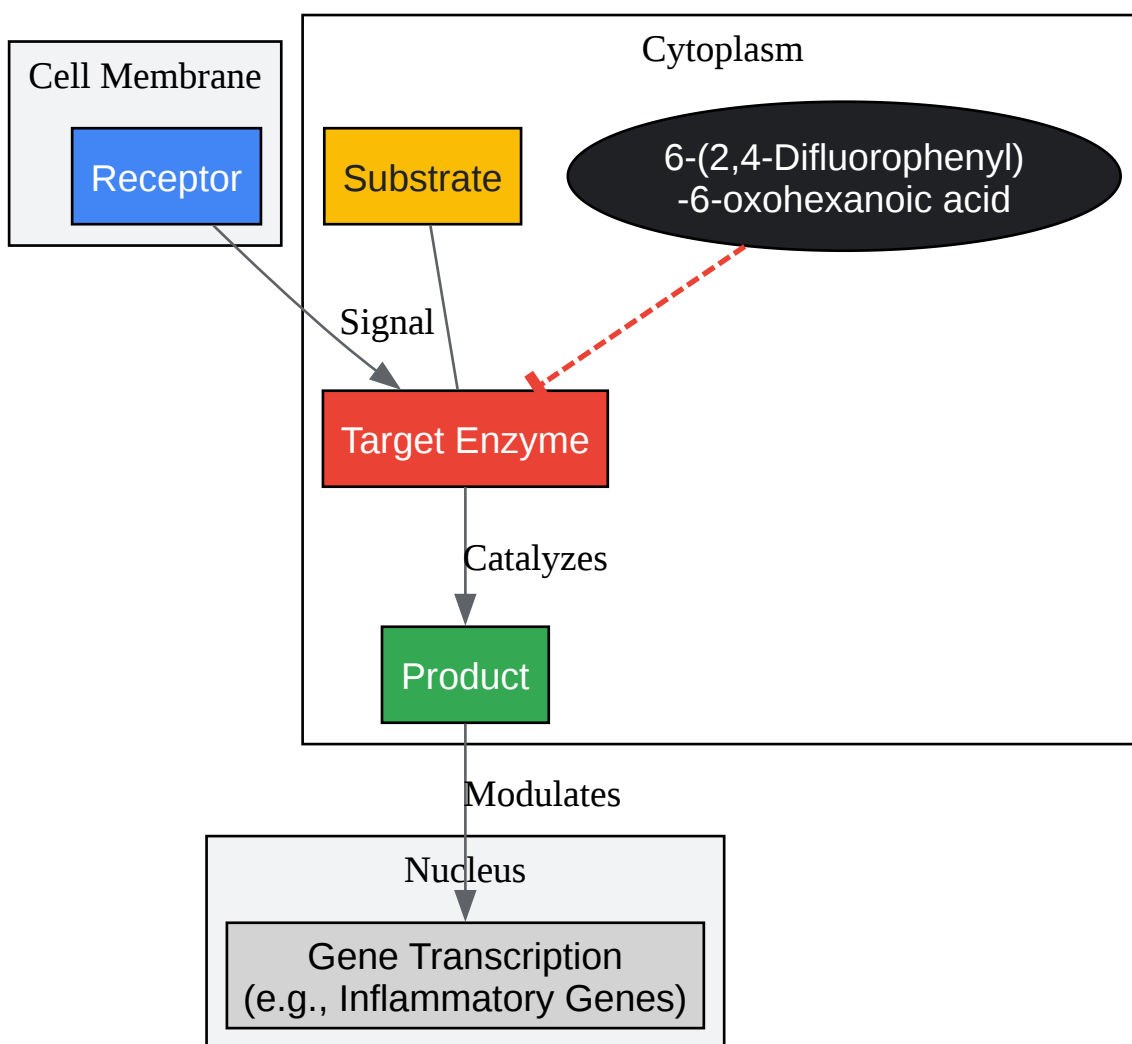 Cytoplasm
Cell Membrane
Receptor
Substrate
6-(2,4-Difluorophenyl)
-6-oxohexanoic acid
Signal
Target Enzyme
Catalyzes
Product
Modulates
Nucleus
Gene Transcription
(e.g., Inflammatory Genes)